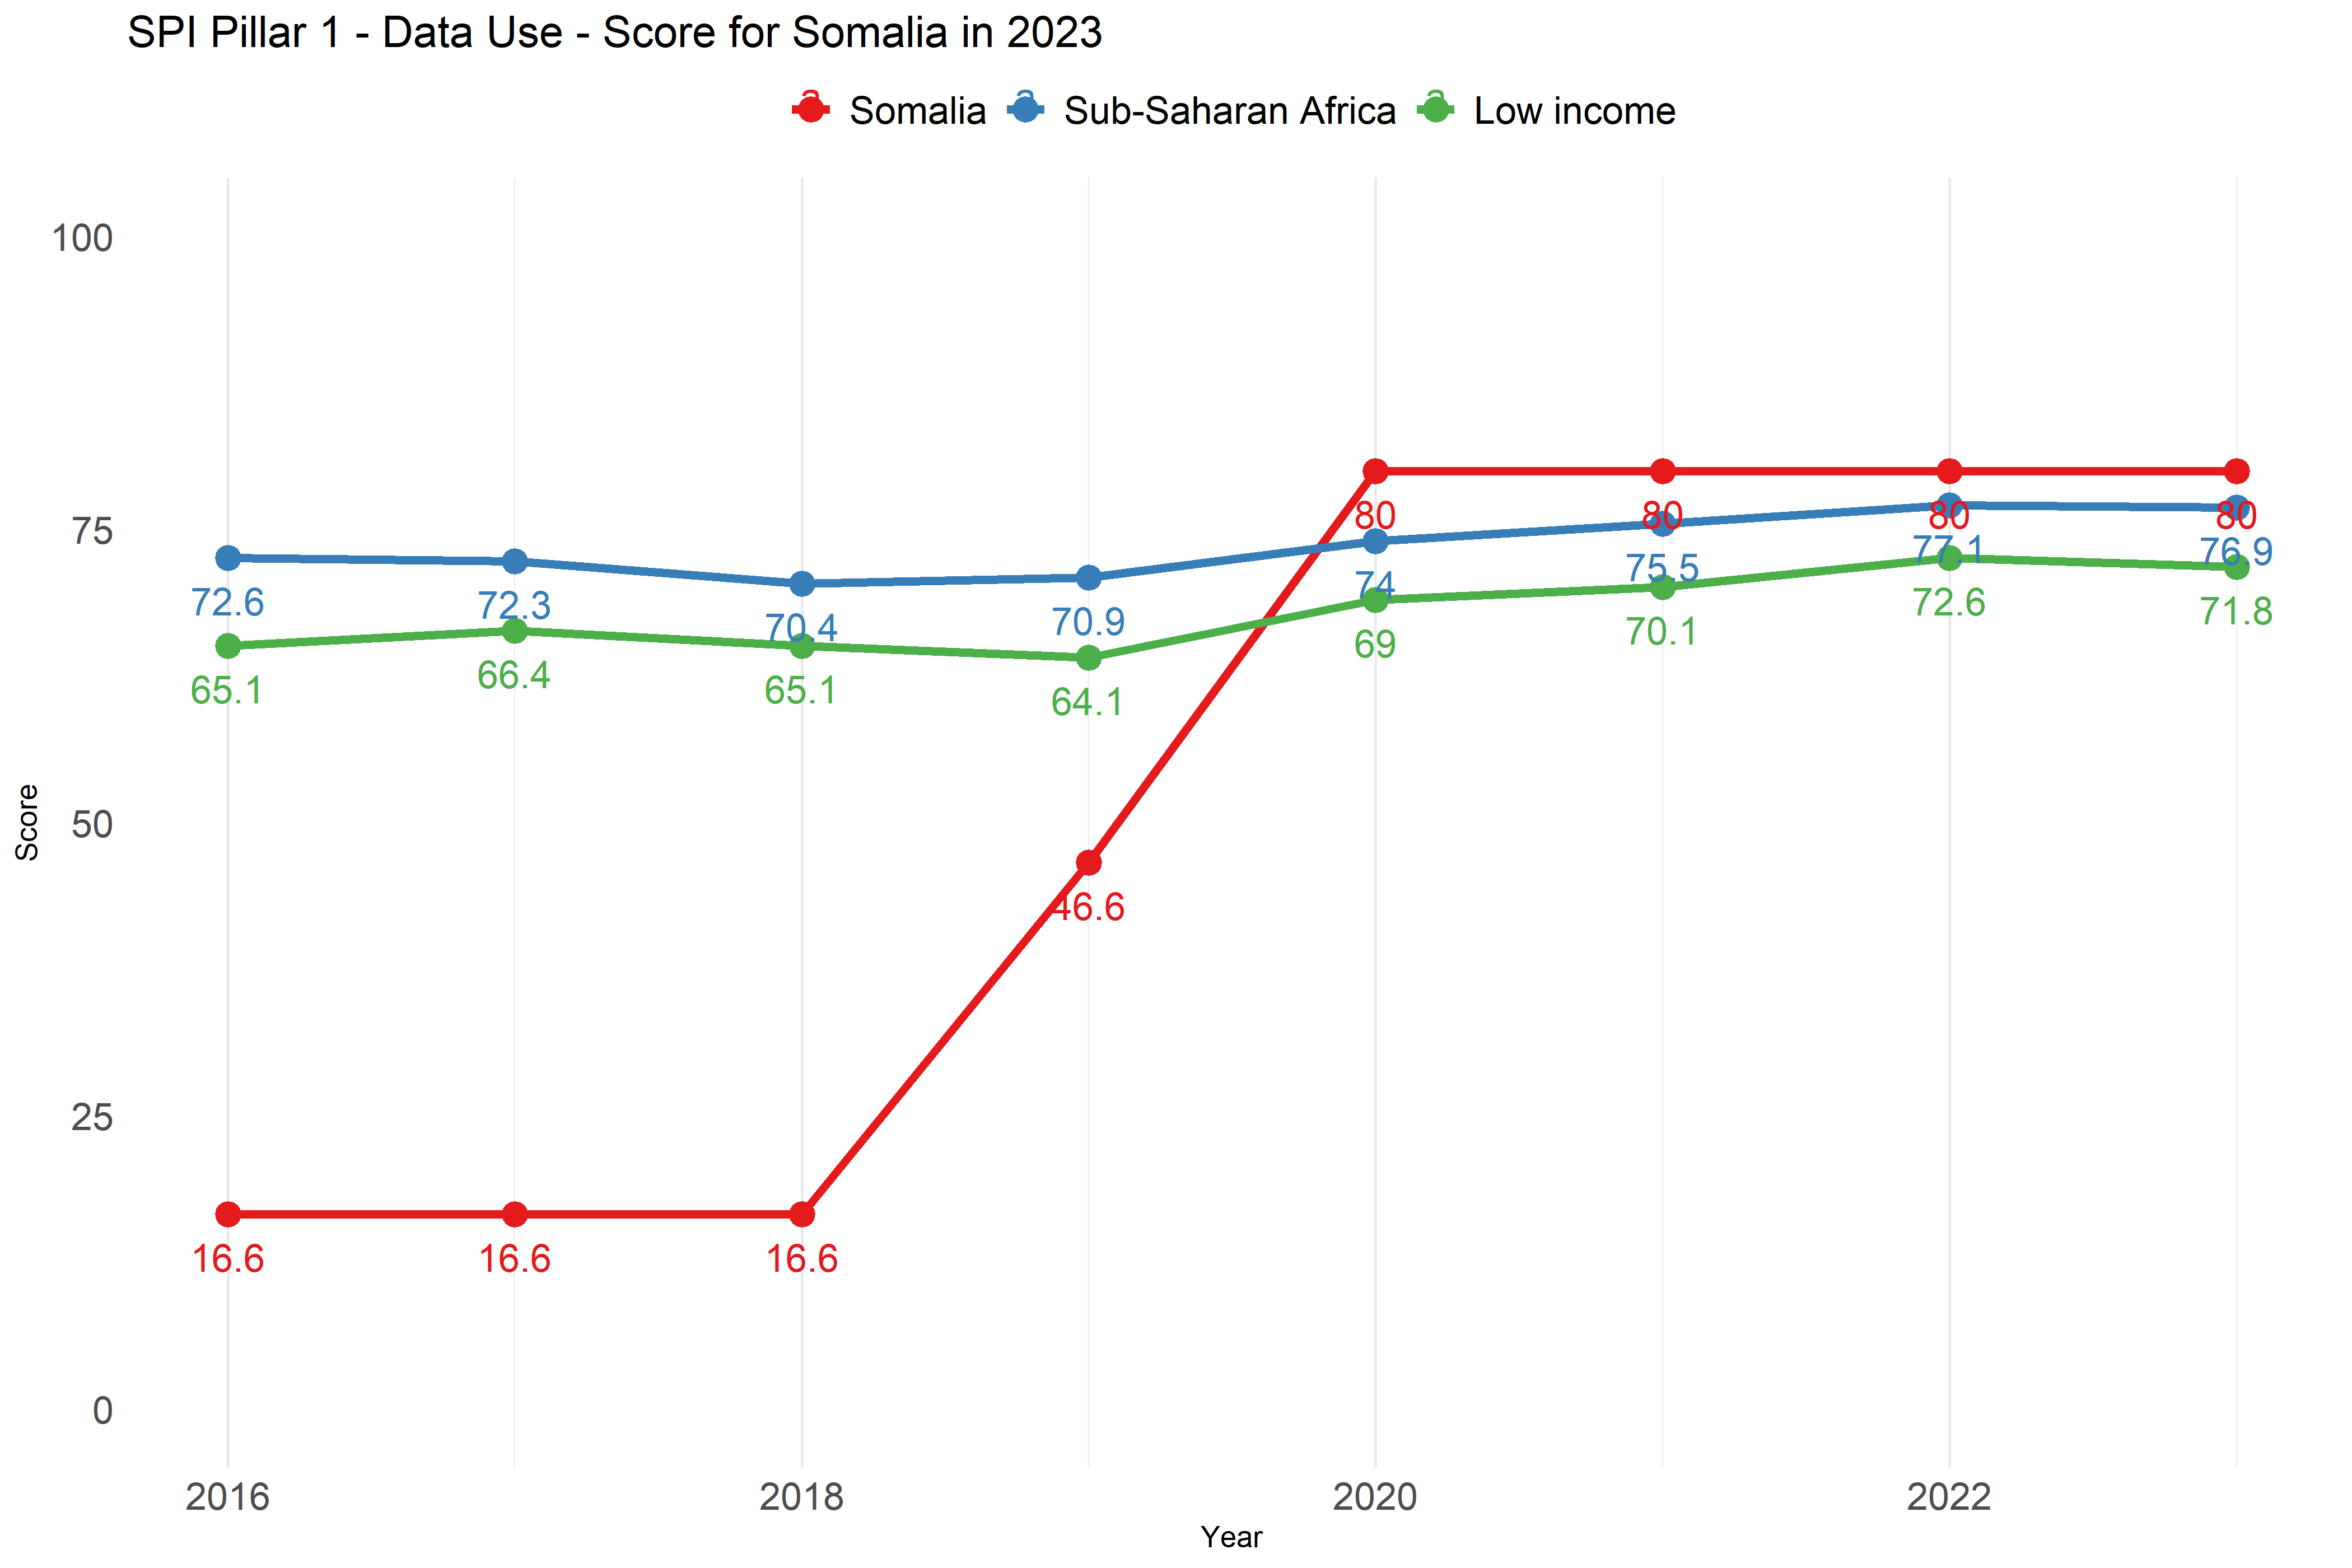 SPI Pillar 1 - Data Use - Score for Somalia in 2023
Somalia Sub-Saharan Africa Low income
100
75
50
25
0
Score
80 80 80 80
74 75.5 77.1 76.9
72.6 72.3 70.4 70.9
69 70.1 72.6 71.8
65.1 66.4 65.1 64.1
46.6
16.6 16.6 16.6
2016 2018 2020 2022
Year